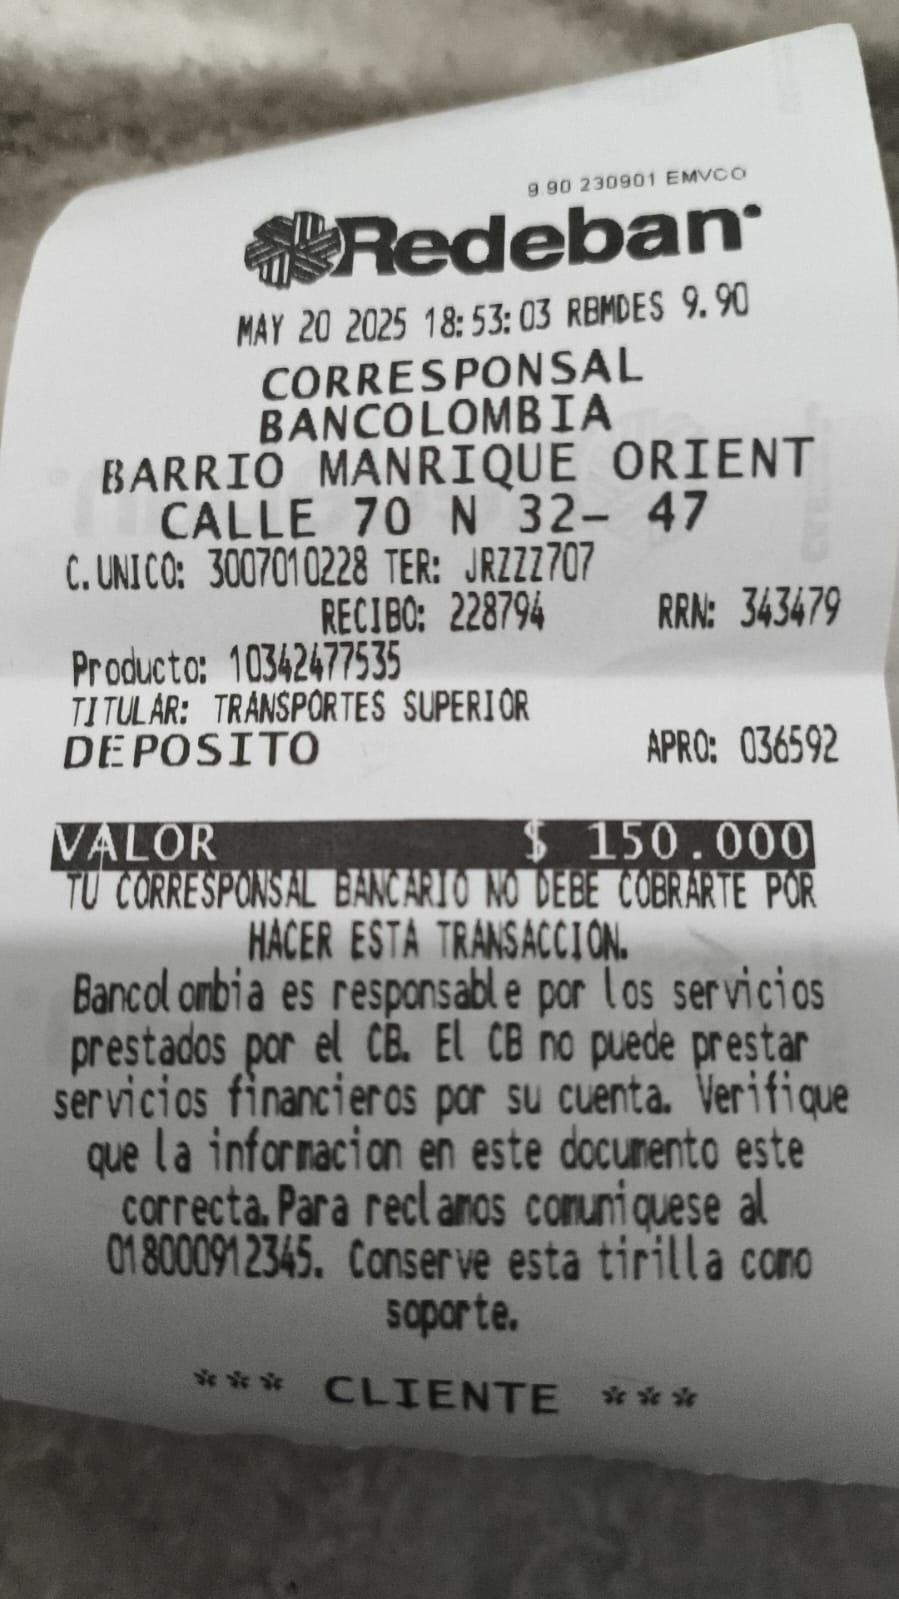 9.90 230901 EMVCO
Redeban
MAY 20 2025 18:53:03 RBMDES 9.90
CORRESPONSAL
BANCOLOMBIA
BARRIO MANRIQUE ORIENT
CALLE 70 N 32- 47
C. UNICO: 3007010228 TER: JRZZZ707
RECIBO: 228794 RRN: 343479
Producto: 10342477535
TITULAR: TRANSPORTES SUPERIOR
DEPOSITO APRO: 036592
VALOR $ 150.000
TU CORRESPONSAL BANCARIO NO DEBE COBRARTE POR
HACER ESTA TRANSACCION.
Bancolombia es responsable por los servicios
prestados por el CB. El CB no puede prestar
servicios financieros por su cuenta. Verifique
que la informacion en este documento este
correcta. Para reclamos comuniquese al
018000912345. Conserve esta tirilla como
soporte.
*** CLIENTE ***